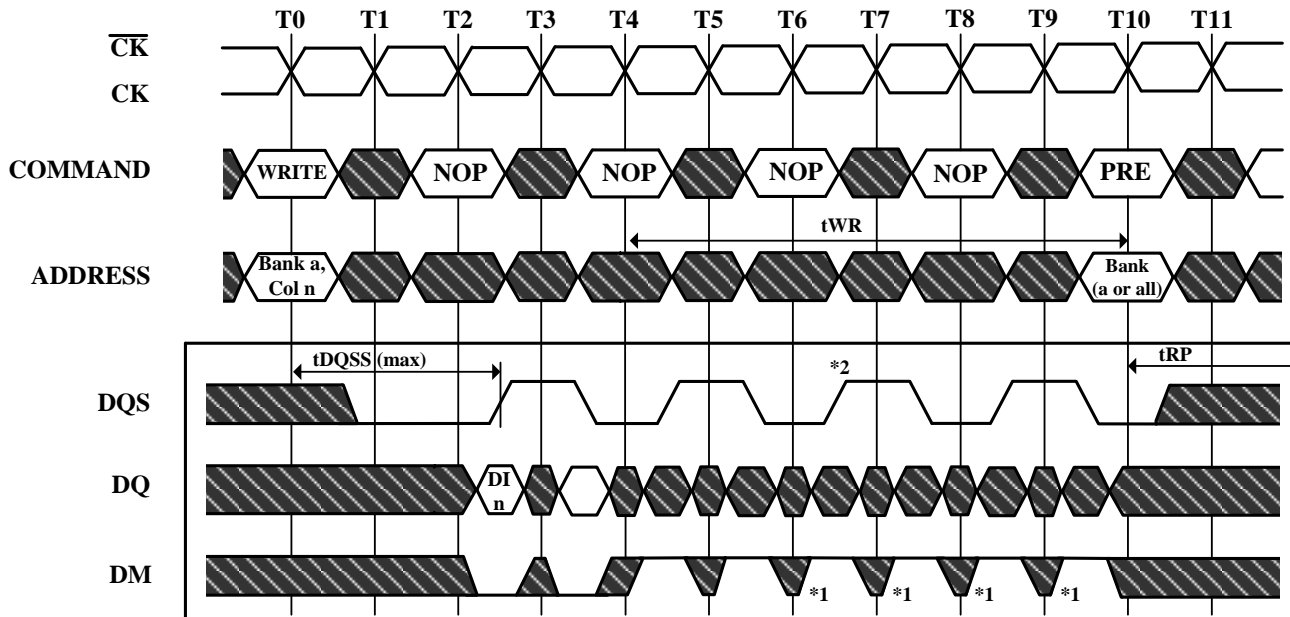 T0 T1 T2 T3 T4 T5 T6 T7 T8 T9 T10 T11
CK
CK
COMMAND
WRITE NOP NOP NOP NOP PRE
tWR
ADDRESS
Bank a,
Col n
Bank
(a or all)
tDQSS (max)
*2
tRP
DQS
DQ
DI
n
DM
*1 *1 *1 *1